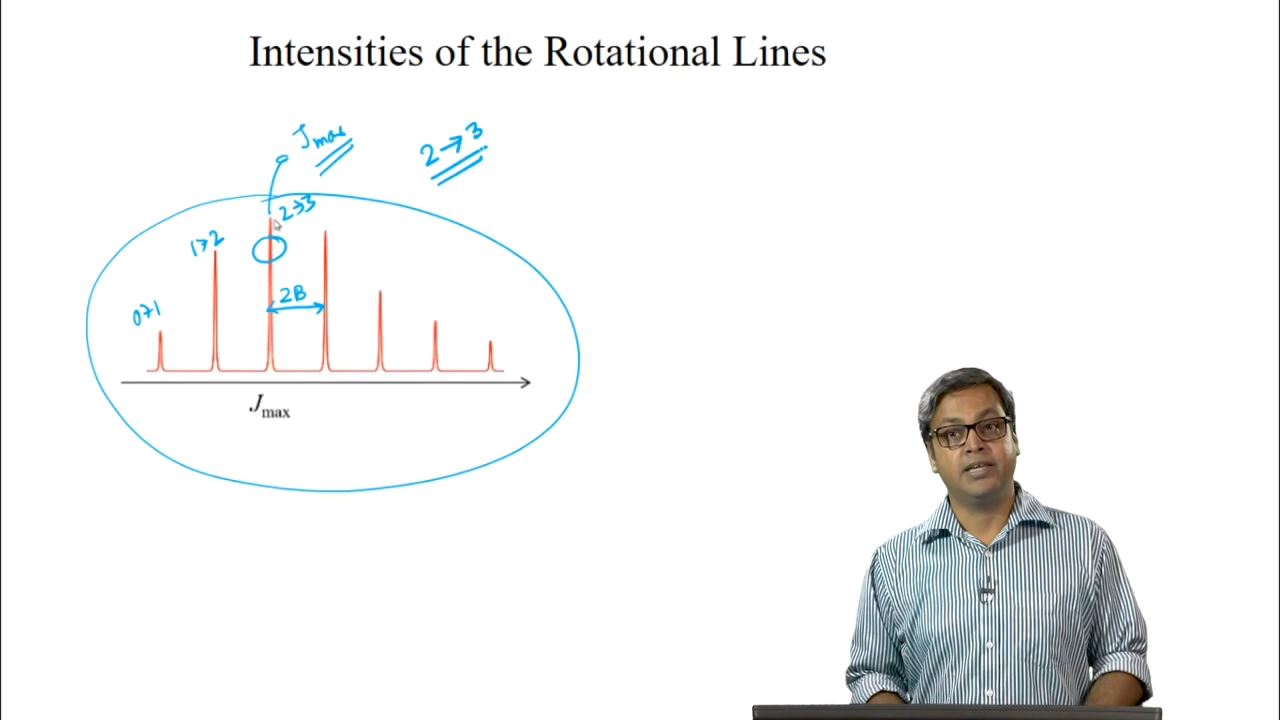 Intensities of the Rotational Lines
Jmax
2→3
2→3
1→2
0→1
2B
Jmax